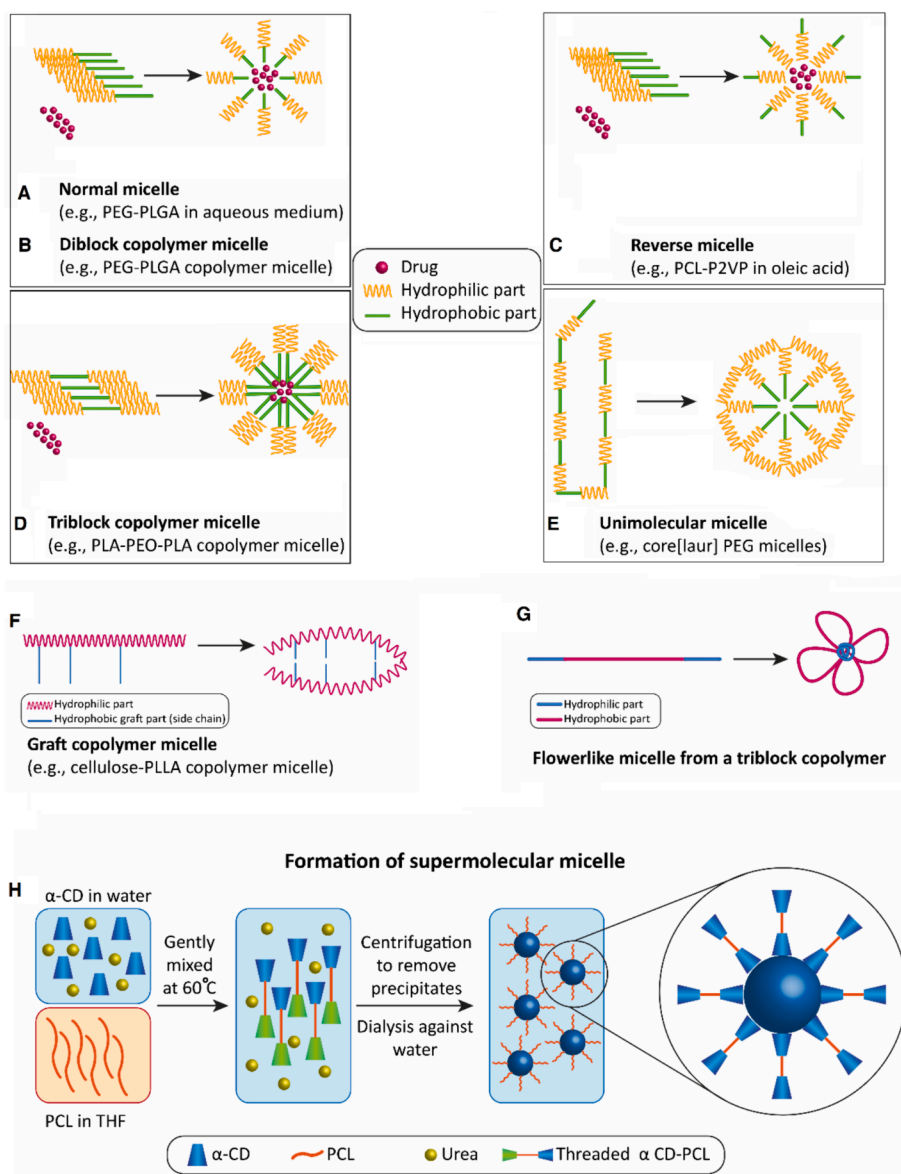 A Normal micelle
(e.g., PEG-PLGA in aqueous medium)
B Diblock copolymer micelle
(e.g., PEG-PLGA copolymer micelle)
C Reverse micelle
(e.g., PCL-P2VP in oleic acid)
Drug
Hydrophilic part
Hydrophobic part
D Triblock copolymer micelle
(e.g., PLA-PEO-PLA copolymer micelle)
E Unimolecular micelle
(e.g., core[laur] PEG micelles)
F
Hydrophilic part
Hydrophobic graft part (side chain)
Graft copolymer micelle
(e.g., cellulose-PLLA copolymer micelle)
G
Hydrophilic part
Hydrophobic part
Flowerlike micelle from a triblock copolymer
Formation of supermolecular micelle
H
α-CD in water
PCL in THF
Gently
mixed
at 60°C
Centrifugation
to remove
precipitates
Dialysis against
water
α-CD
PCL
Urea
Threaded α CD-PCL